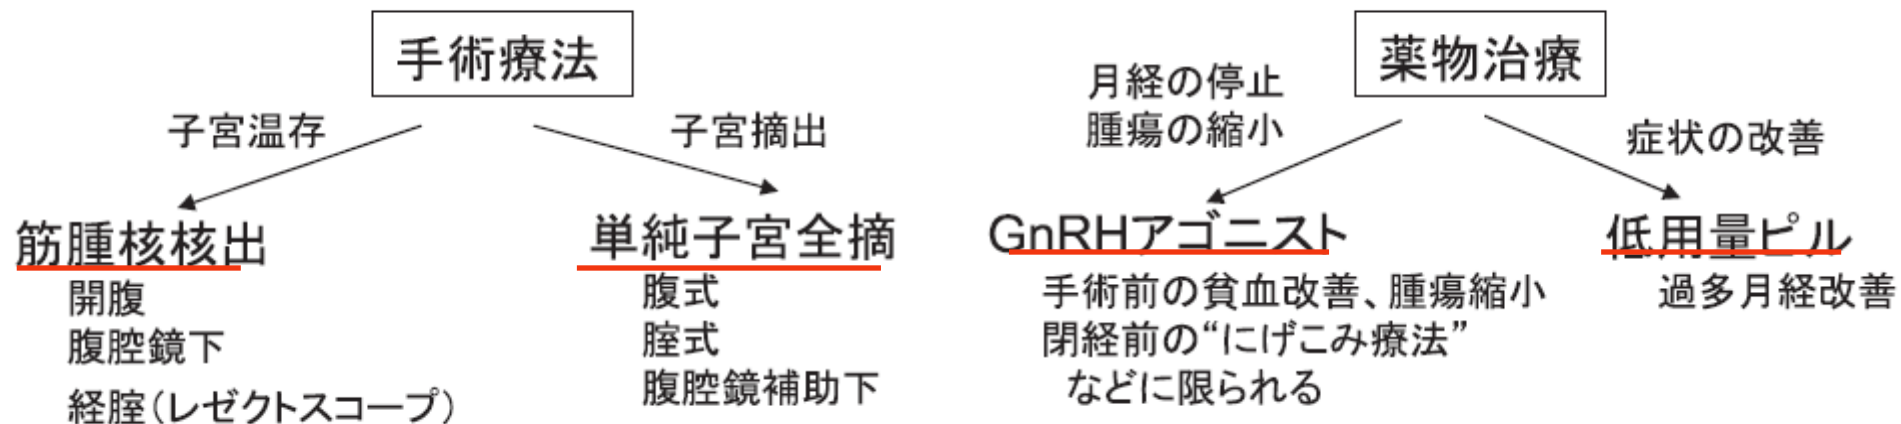 手術療法
子宮温存
子宮摘出
筋腫核核出
開腹
腹腔鏡下
経腟(レゼクトスコープ)
単純子宮全摘
腹式
腟式
腹腔鏡補助下
薬物治療
月経の停止
腫瘍の縮小
症状の改善
GnRHアゴニスト
手術前の貧血改善、腫瘍縮小
閉経前の“にげこみ療法”
などに限られる
低用量ピル
過多月経改善